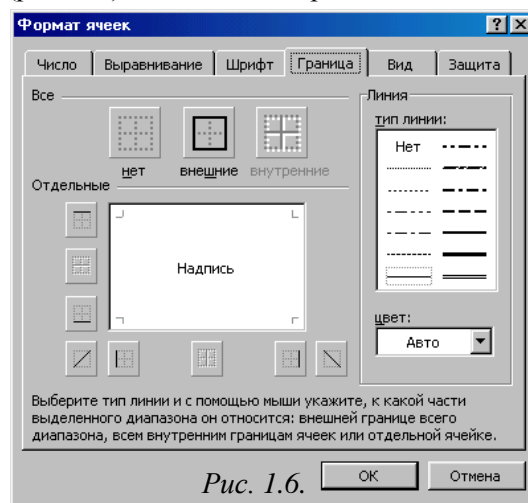 Формат ячеек
Число Выравнивание Шрифт Граница Вид Защита
Все
нет внешние внутренние
Отдельные
Надпись
Линия
тип линии:
Нет
цвет:
Авто
Выберите тип линии и с помощью мыши укажите, к какой части
выделенного диапазона он относится: внешней границе всего
диапазона, всем внутренним границам ячеек или отдельной ячейке.
Рис. 1.6.
ОК Отмена